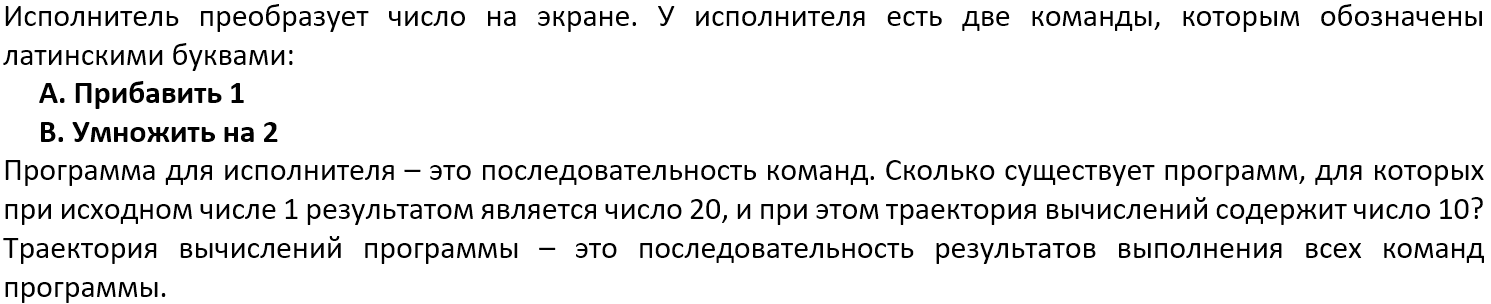 Исполнитель преобразует число на экране. У исполнителя есть две команды, которым обозначены
латинскими буквами:
A. Прибавить 1
B. Умножить на 2
Программа для исполнителя – это последовательность команд. Сколько существует программ, для которых
при исходном числе 1 результатом является число 20, и при этом траектория вычислений содержит число 10?
Траектория вычислений программы – это последовательность результатов выполнения всех команд
программы.